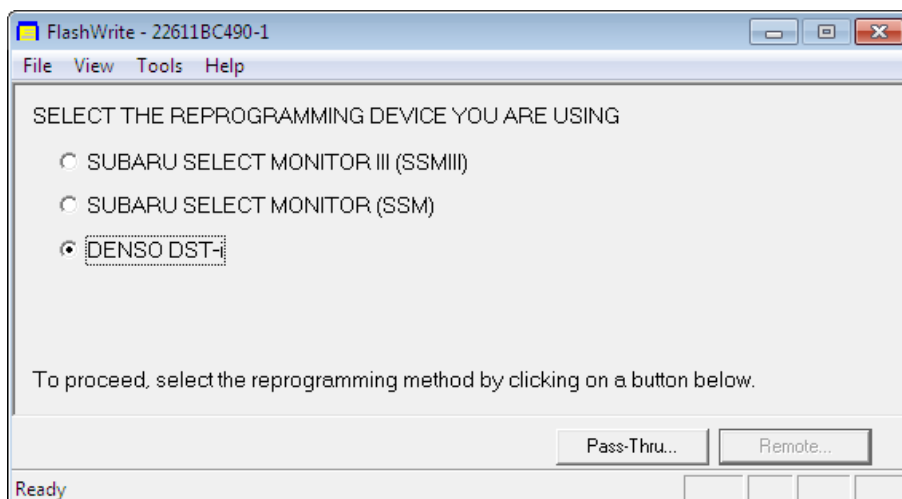 FlashWrite - 22611BC490-1
File View Tools Help
SELECT THE REPROGRAMMING DEVICE YOU ARE USING
SUBARU SELECT MONITOR III (SSMIII)
SUBARU SELECT MONITOR (SSM)
DENSO DST-i
To proceed, select the reprogramming method by clicking on a button below.
Pass-Thru... Remote...
Ready